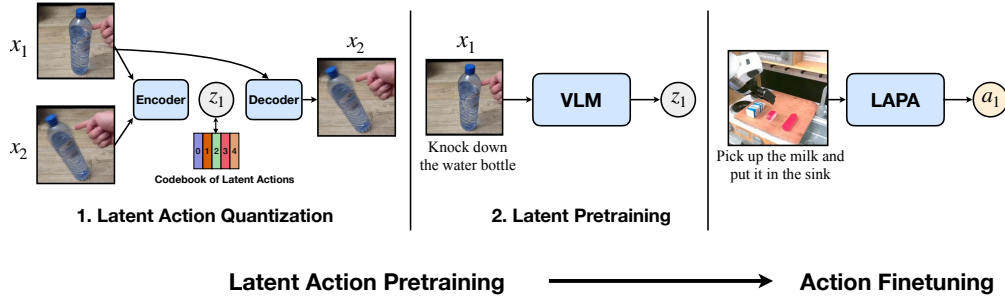 x₁
x₂
Encoder
z₁
Decoder
x₂
0 1 2 3 4
Codebook of Latent Actions
1. Latent Action Quantization
x₁
VLM
z₁
Knock down
the water bottle
2. Latent Pretraining
LAPA
a₁
Pick up the milk and
put it in the sink
Latent Action Pretraining
Action Finetuning